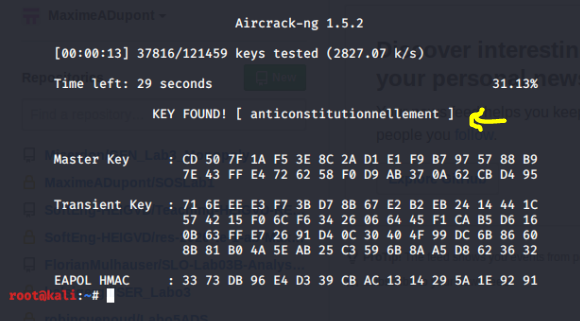 MaximeADupont
Aircrack-ng 1.5.2
[00:00:13] 37816/121459 keys tested (2827.07 k/s)
Time left: 29 seconds 31.13%
KEY FOUND! [ anticonstitutionnellement ]
Master Key : CD 50 7F 1A F5 3E 8C 2A D1 E1 F9 B7 97 57 88 B9
7E 43 FF E4 72 62 58 F0 D9 AB 37 0A 62 CB D4 95
Transient Key : 71 6E EE E3 F7 3B D7 8B 67 E2 B2 EB 24 14 44 1C
57 42 15 F0 6C F6 34 26 06 64 45 F1 CA B5 D6 16
0B 63 FF E7 26 91 D4 0C 30 40 4F 99 DC 6B 86 60
8B 81 B0 4A 5E AB 25 C3 59 6B 8A A5 D8 62 36 32
EAPOL HMAC : 33 73 DB 96 E4 D3 39 CB AC 13 14 29 5A 1E 92 91
root@kali:~#